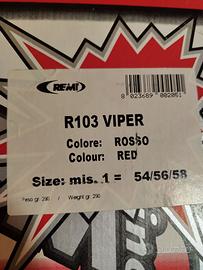 REMI
8 023689 002051
R103 VIPER
Colore: ROSSO
Colour: RED
Size: mis. 1 = 54/56/58
Peso gr. 290 / Weight gr. 290